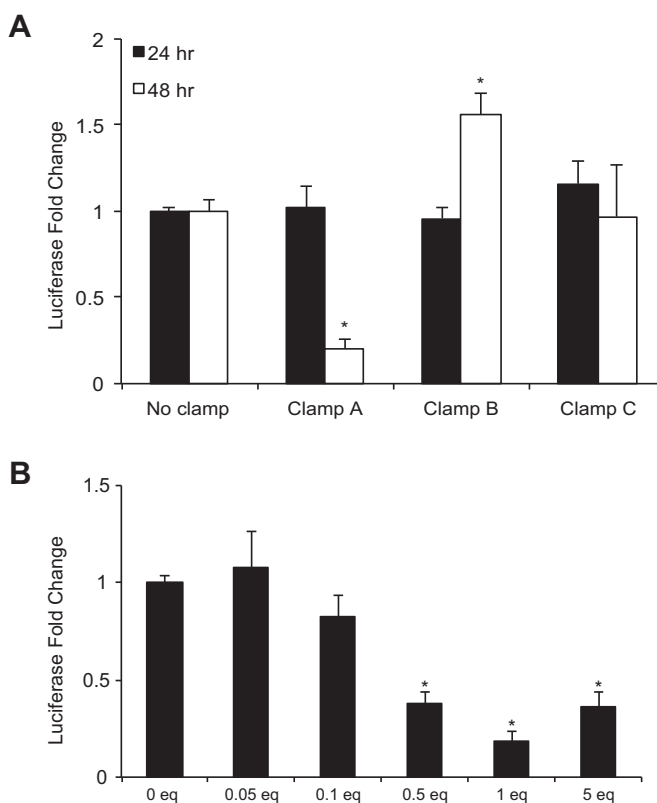 A
2
24 hr
48 hr
*
1.5
1
*
0.5
0
Luciferase Fold Change
No clamp Clamp A Clamp B Clamp C
B
1.5
1
0.5
* * *
0
Luciferase Fold Change
0 eq 0.05 eq 0.1 eq 0.5 eq 1 eq 5 eq